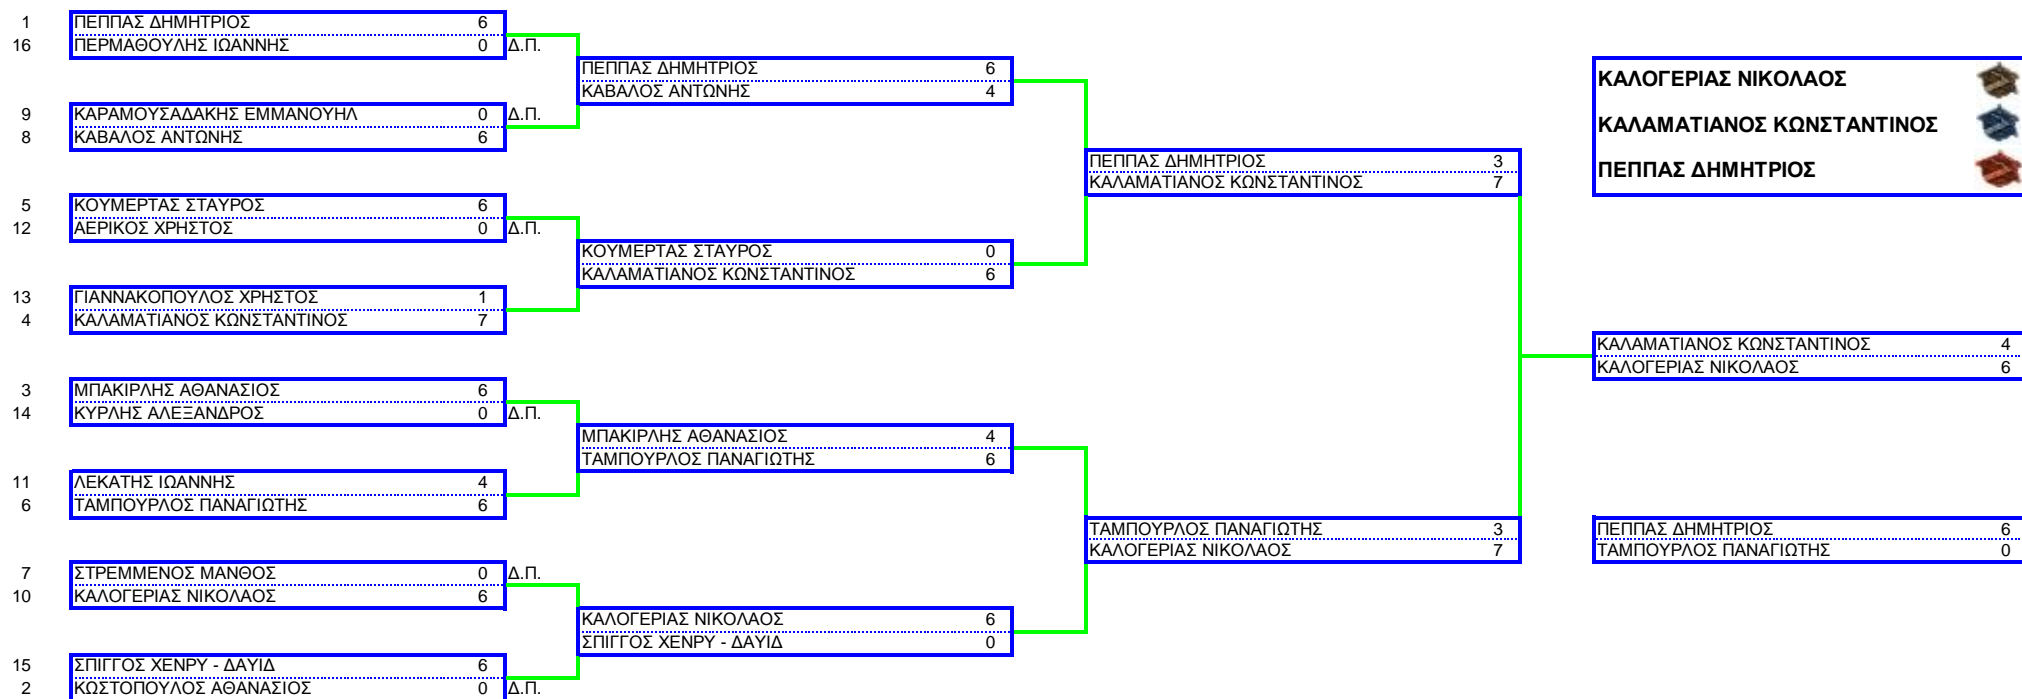 1 ΠΕΠΠΑΣ ΔΗΜΗΤΡΙΟΣ 6
16 ΠΕΡΜΑΘΟΥΛΗΣ ΙΩΑΝΝΗΣ 0 Δ.Π.
9 ΚΑΡΑΜΟΥΣΑΔΑΚΗΣ ΕΜΜΑΝΟΥΗΛ 0 Δ.Π.
8 ΚΑΒΑΛΟΣ ΑΝΤΩΝΗΣ 6
5 ΚΟΥΜΕΡΤΑΣ ΣΤΑΥΡΟΣ 6
12 ΑΕΡΙΚΟΣ ΧΡΗΣΤΟΣ 0 Δ.Π.
13 ΓΙΑΝΝΑΚΟΠΟΥΛΟΣ ΧΡΗΣΤΟΣ 1
4 ΚΑΛΑΜΑΤΙΑΝΟΣ ΚΩΝΣΤΑΝΤΙΝΟΣ 7
3 ΜΠΑΚΙΡΛΗΣ ΑΘΑΝΑΣΙΟΣ 6
14 ΚΥΡΛΗΣ ΑΛΕΞΑΝΔΡΟΣ 0 Δ.Π.
11 ΛΕΚΑΤΗΣ ΙΩΑΝΝΗΣ 4
6 ΤΑΜΠΟΥΡΛΟΣ ΠΑΝΑΓΙΩΤΗΣ 6
7 ΣΤΡΕΜΜΕΝΟΣ ΜΑΝΘΟΣ 0 Δ.Π.
10 ΚΑΛΟΓΕΡΙΑΣ ΝΙΚΟΛΑΟΣ 6
15 ΣΠΙΓΓΟΣ ΧΕΝΡΥ - ΔΑΥΙΔ 6
2 ΚΩΣΤΟΠΟΥΛΟΣ ΑΘΑΝΑΣΙΟΣ 0 Δ.Π.
ΠΕΠΠΑΣ ΔΗΜΗΤΡΙΟΣ 6
ΚΑΒΑΛΟΣ ΑΝΤΩΝΗΣ 4
ΚΟΥΜΕΡΤΑΣ ΣΤΑΥΡΟΣ 0
ΚΑΛΑΜΑΤΙΑΝΟΣ ΚΩΝΣΤΑΝΤΙΝΟΣ 6
ΜΠΑΚΙΡΛΗΣ ΑΘΑΝΑΣΙΟΣ 4
ΤΑΜΠΟΥΡΛΟΣ ΠΑΝΑΓΙΩΤΗΣ 6
ΚΑΛΟΓΕΡΙΑΣ ΝΙΚΟΛΑΟΣ 6
ΣΠΙΓΓΟΣ ΧΕΝΡΥ - ΔΑΥΙΔ 0
ΠΕΠΠΑΣ ΔΗΜΗΤΡΙΟΣ 3
ΚΑΛΑΜΑΤΙΑΝΟΣ ΚΩΝΣΤΑΝΤΙΝΟΣ 7
ΤΑΜΠΟΥΡΛΟΣ ΠΑΝΑΓΙΩΤΗΣ 3
ΚΑΛΟΓΕΡΙΑΣ ΝΙΚΟΛΑΟΣ 7
ΚΑΛΟΓΕΡΙΑΣ ΝΙΚΟΛΑΟΣ
ΚΑΛΑΜΑΤΙΑΝΟΣ ΚΩΝΣΤΑΝΤΙΝΟΣ
ΠΕΠΠΑΣ ΔΗΜΗΤΡΙΟΣ
ΚΑΛΑΜΑΤΙΑΝΟΣ ΚΩΝΣΤΑΝΤΙΝΟΣ 4
ΚΑΛΟΓΕΡΙΑΣ ΝΙΚΟΛΑΟΣ 6
ΠΕΠΠΑΣ ΔΗΜΗΤΡΙΟΣ 6
ΤΑΜΠΟΥΡΛΟΣ ΠΑΝΑΓΙΩΤΗΣ 0